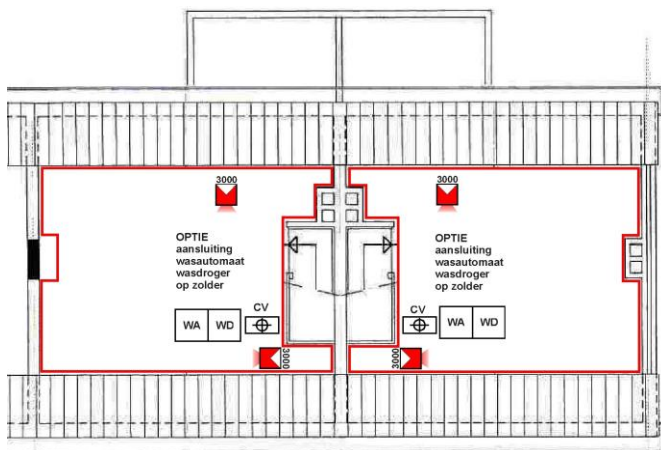 3000
OPTIE
aansluiting
wasautomaat
wasdroger
op zolder
CV
WA WD
3000
3000
OPTIE
aansluiting
wasautomaat
wasdroger
op zolder
CV
WA WD
3000